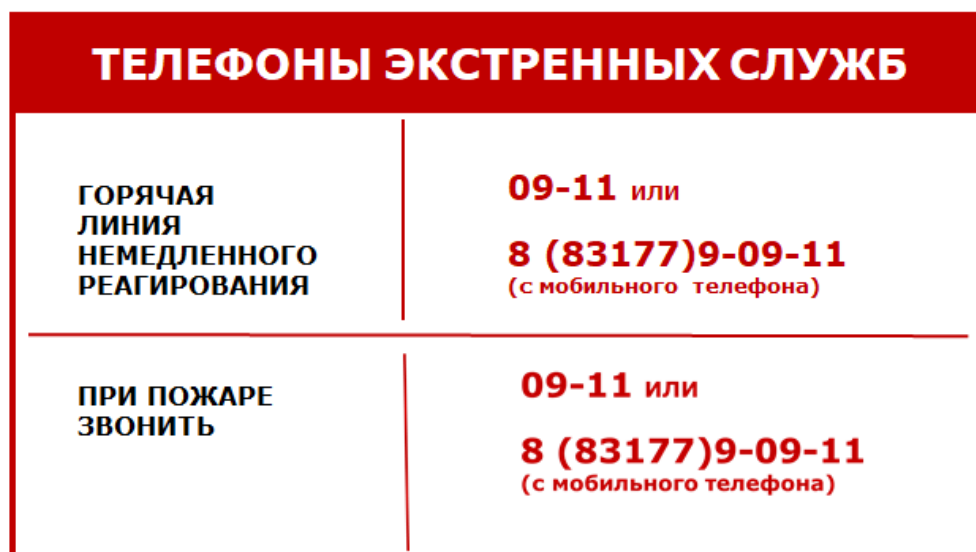 ТЕЛЕФОНЫ ЭКСТРЕННЫХ СЛУЖБ
ГОРЯЧАЯ
ЛИНИЯ
НЕМЕДЛЕННОГО
РЕАГИРОВАНИЯ
09-11 или
8 (83177)9-09-11
(с мобильного телефона)
ПРИ ПОЖАРЕ
ЗВОНИТЬ
09-11 или
8 (83177)9-09-11
(с мобильного телефона)